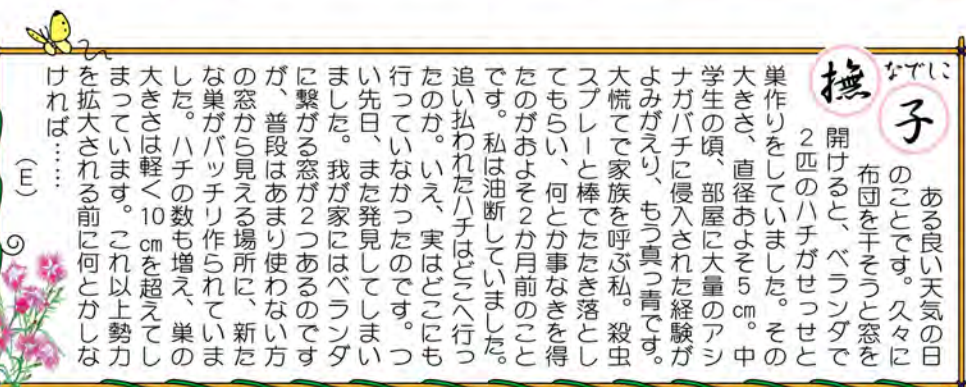 撫子
なでしこ
ある良い天気の日
のことです。久々に
布団を干そうと窓を
開けると、ベランダで
2匹のハチがせっせと
巣作りをしていました。その
大きさ、直径およそ5cm。中
学生の頃、部屋に大量のアシ
ナガバチに侵入された経験が
よみがえり、もう真っ青です。
大慌てで家族を呼ぶ私。殺虫
スプレーと棒でたたき落とし
てもらい、何とか事なきを得
たのがおよそ2か月前のこと
です。私は油断していました。
追い払われたハチはどこへ行っ
たのか。いえ、実はどこにも
行っていなかったのです。つ
い先日、また発見してしまい
ました。我が家にはベランダ
に繋がる窓が2つあるのです
が、普段はあまり使わない方
の窓から見える場所に、新た
な巣がバッチリ作られていま
した。ハチの数も増え、巣の
大きさは軽く10cmを超えてし
まっています。これ以上勢力
を拡大される前に何とかしな
ければ……
(E)